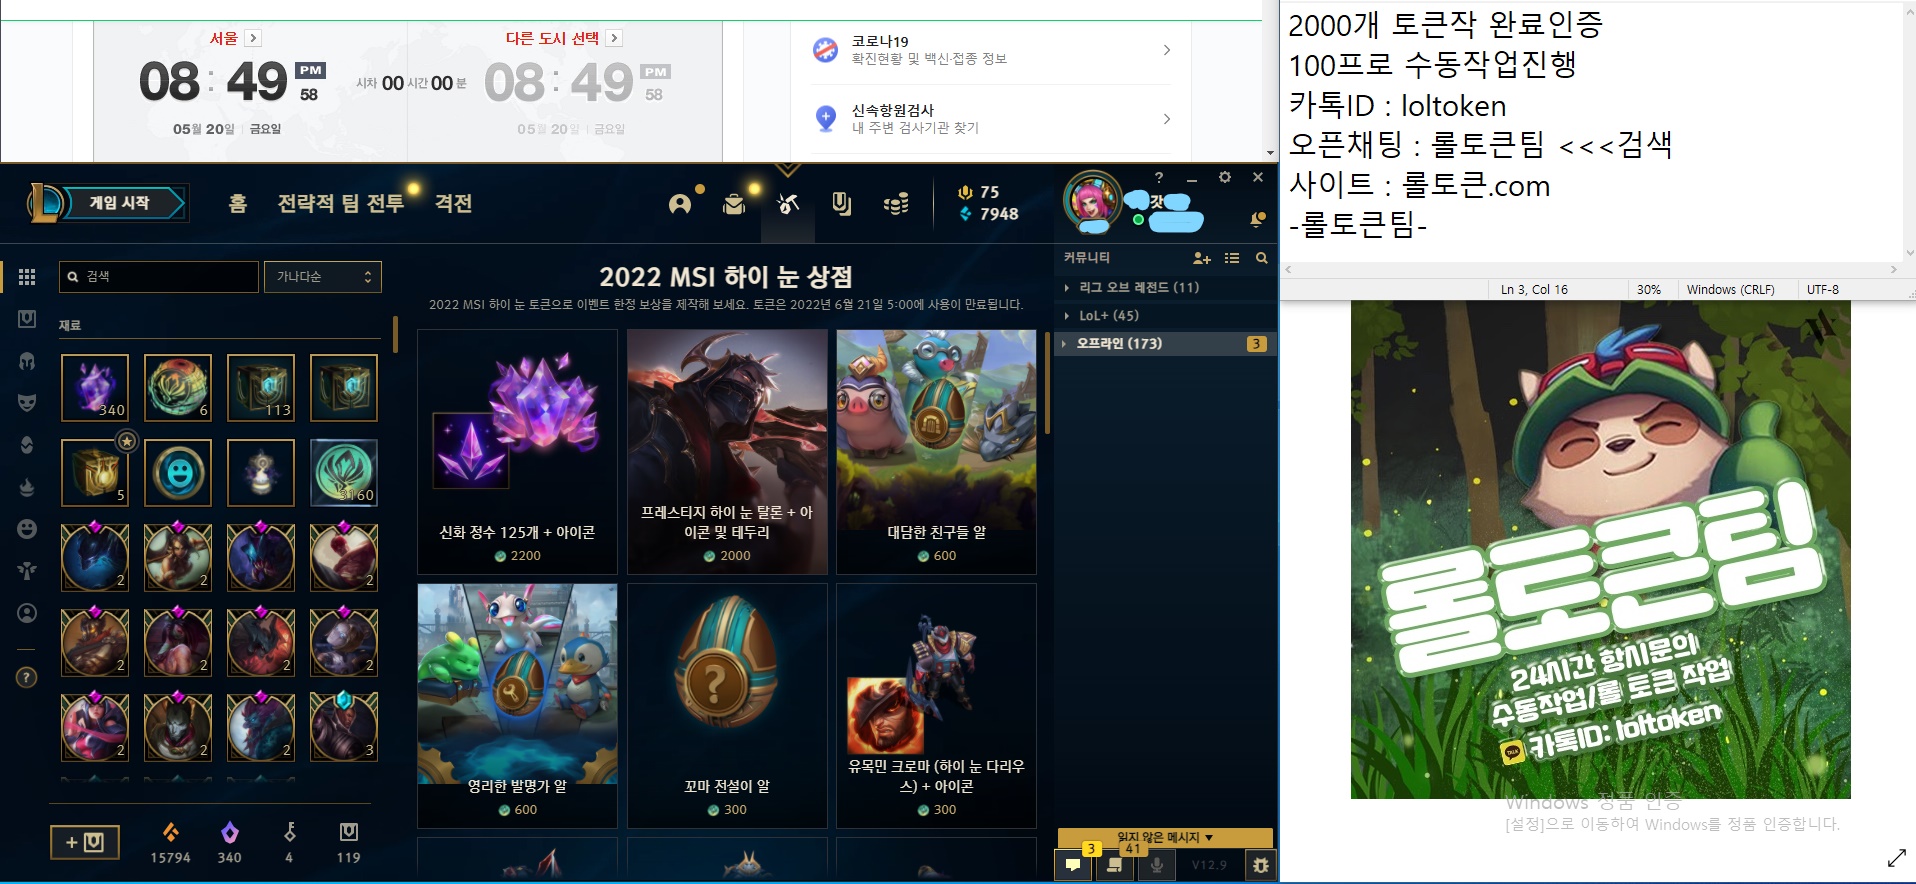 서울
다른 도시 선택
08 : 49 PM 58
시차 00 시간 00 분
08 : 49 PM 58
05월 20일 | 금요일
05월 20일 | 금요일
코로나19
확진현황 및 백신·접종 정보
신속항원검사
내 주변 검사기관 찾기
2000개 토큰작 완료인증
100프로 수동작업진행
카톡ID : loltoken
오픈채팅 : 롤토큰팀 <<<검색
사이트 : 롤토큰.com
-롤토큰팀-
Ln 3, Col 16
30%
Windows (CRLF)
UTF-8
게임 시작
홈
전략적 팀 전투
격전
75
7948
갓
검색
가나다순
재료
340
6
113
5
3160
2
2
2
2
2
2
2
2
2
2
2
3
15794
340
4
119
2022 MSI 하이 눈 상점
2022 MSI 하이 눈 토큰으로 이벤트 한정 보상을 제작해 보세요. 토큰은 2022년 6월 21일 5:00에 사용이 만료됩니다.
신화 정수 125개 + 아이콘
2200
프레스티지 하이 눈 탈론 + 아
이콘 및 테두리
2000
대담한 친구들 알
600
영리한 발명가 알
600
꼬마 전설이 알
300
유목민 크로마 (하이 눈 다리우
스) + 아이콘
300
커뮤니티
리그 오브 레전드 (11)
LoL+ (45)
오프라인 (173)
3
읽지 않은 메시지
3
41
V12.9
롤토큰팀
24시간 항시문의
수동작업/롤 토큰 작업
TALK
카톡ID: loltoken
Windows 정품 인증
[설정]으로 이동하여 Windows를 정품 인증합니다.